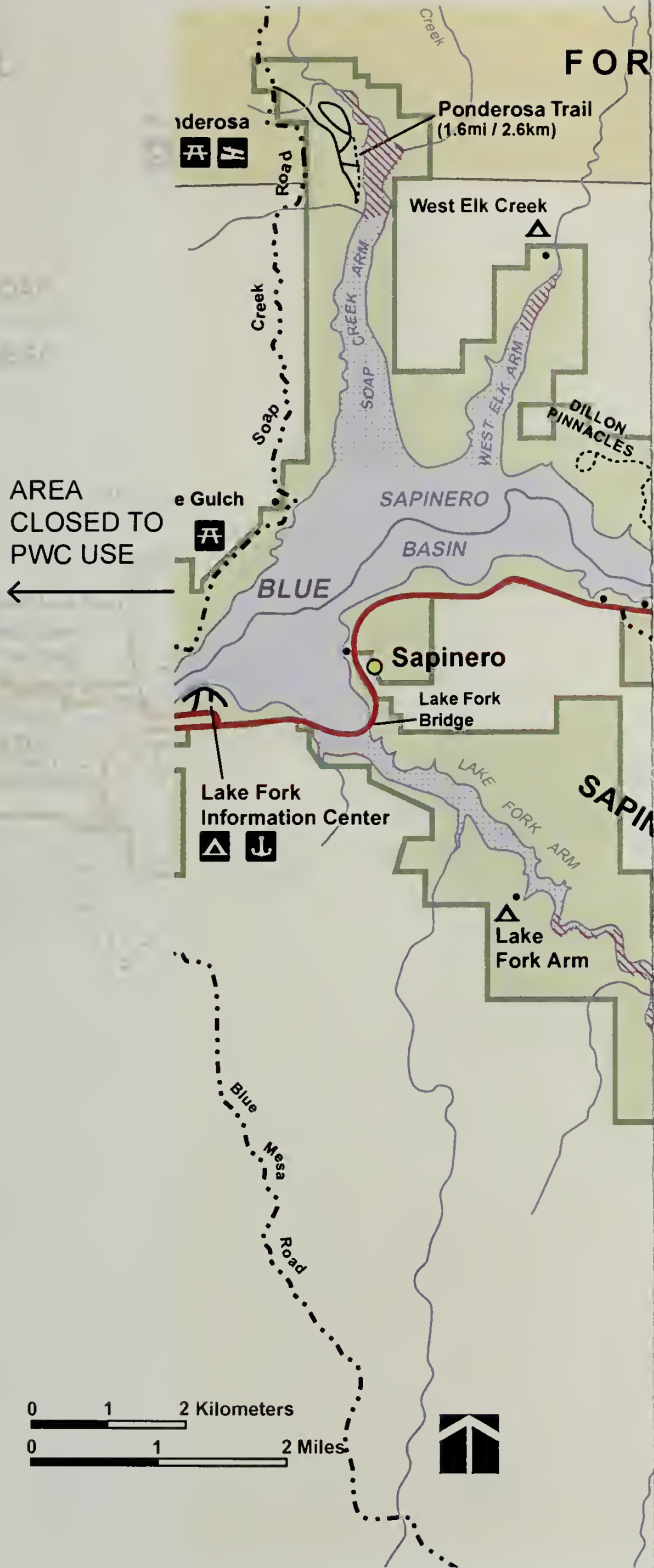 Creek
FOR
nderosa
Ponderosa Trail
(1.6mi / 2.6km)
Road
West Elk Creek
CREEK ARM
SOAP
Creek
Soap
WEST ELK ARM
DILLON
PINNACLES
AREA
CLOSED TO
PWC USE
e Gulch
SAPINERO
BASIN
BLUE
Sapinero
Lake Fork
Bridge
LAKE FORK ARM
SAPIN
Lake Fork
Information Center
Lake
Fork Arm
Blue
Mesa
Road
0 1 2 Kilometers
0 1 2 Miles